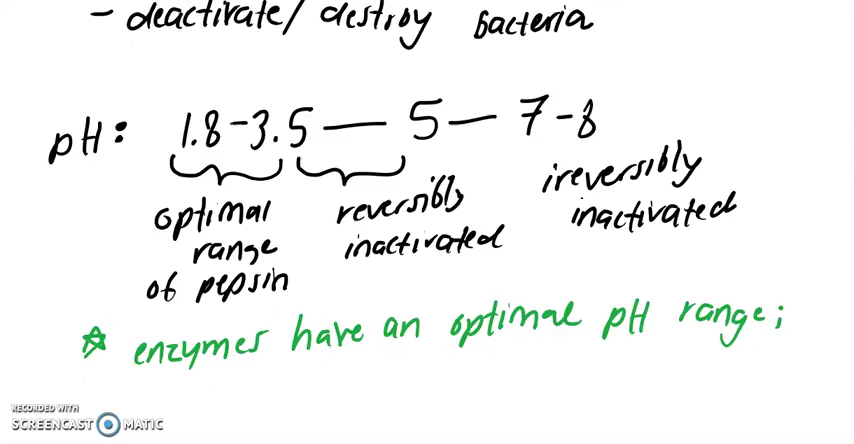 - deactivate/ destroy bacteria
pH: 1.8-3.5 — 5 — 7-8
optimal range of pepsin
reversibly inactivated
ireversibly inactivated
☆ enzymes have an optimal pH range;
RECORDED WITH
SCREENCAST MATIC